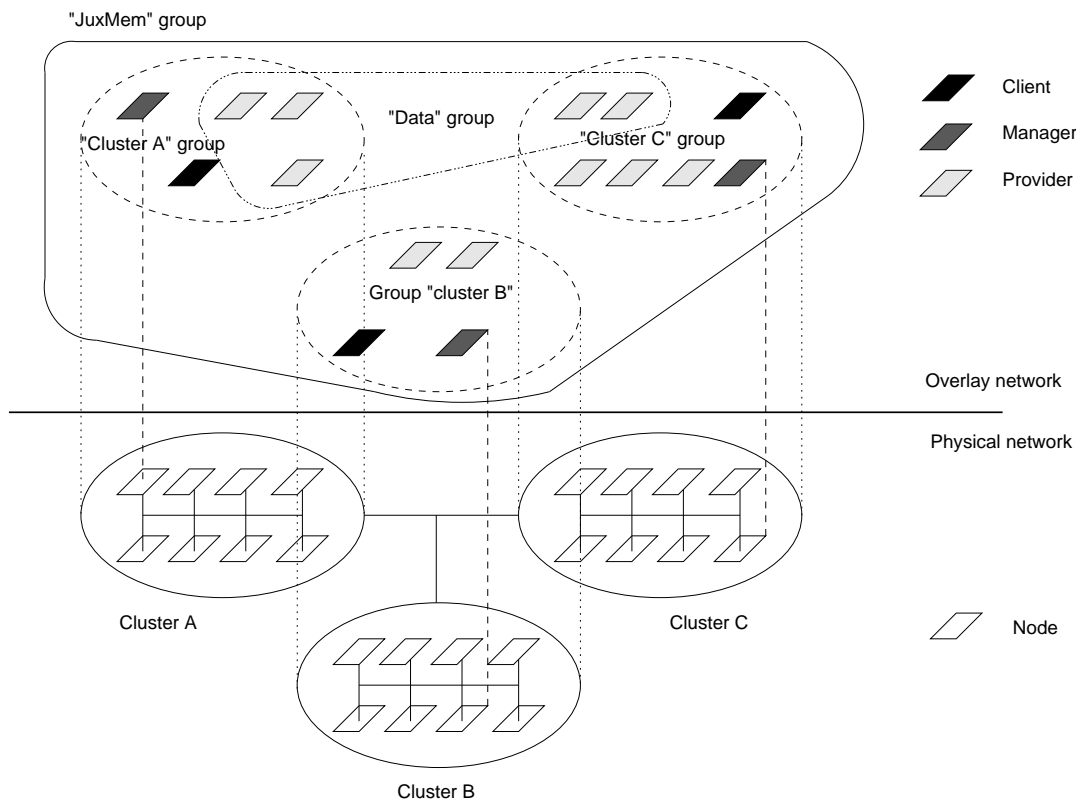 "JuxMem" group
Client
"Data" group
Manager
"Cluster A" group
"Cluster C" group
Provider
Group "cluster B"
Overlay network
Physical network
Cluster A
Cluster C
Node
Cluster B